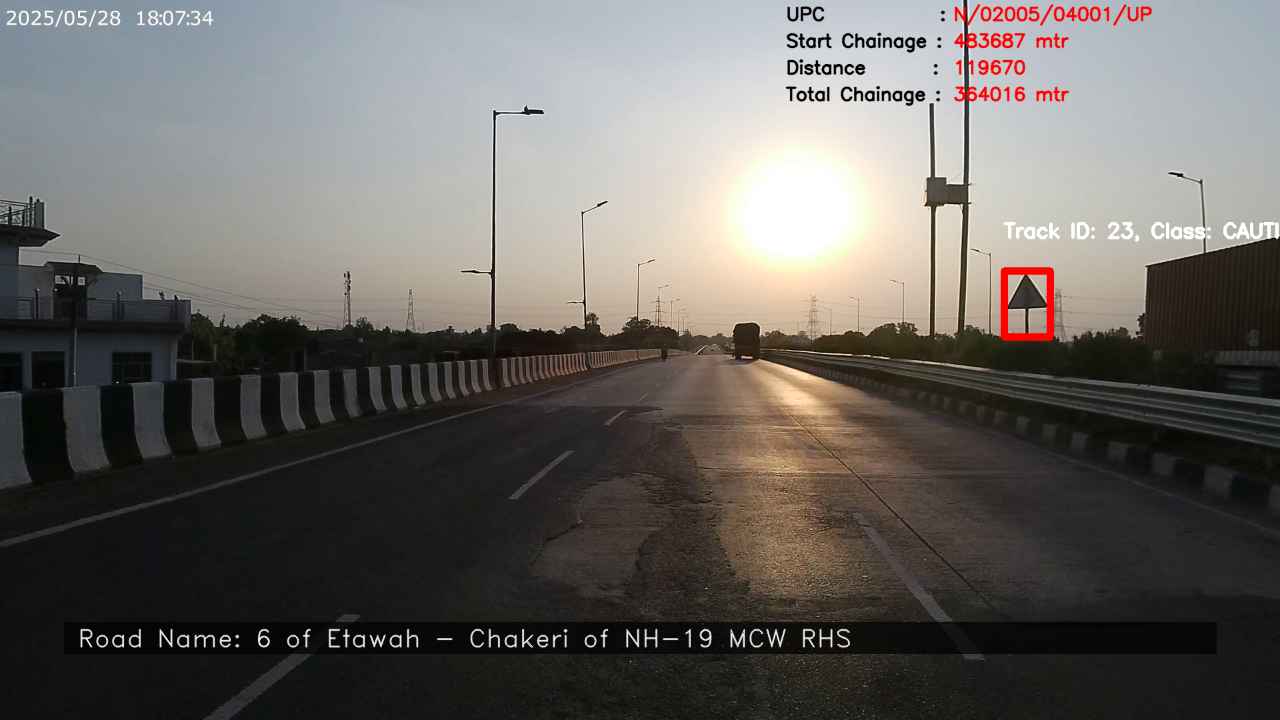 2025/05/28 18:07:34
UPC : N/02005/04001/UP
Start Chainage : 483687 mtr
Distance : 119670
Total Chainage : 364016 mtr
Track ID: 23, Class: CAUTI
Road Name: 6 of Etawah - Chakeri of NH-19 MCW RHS